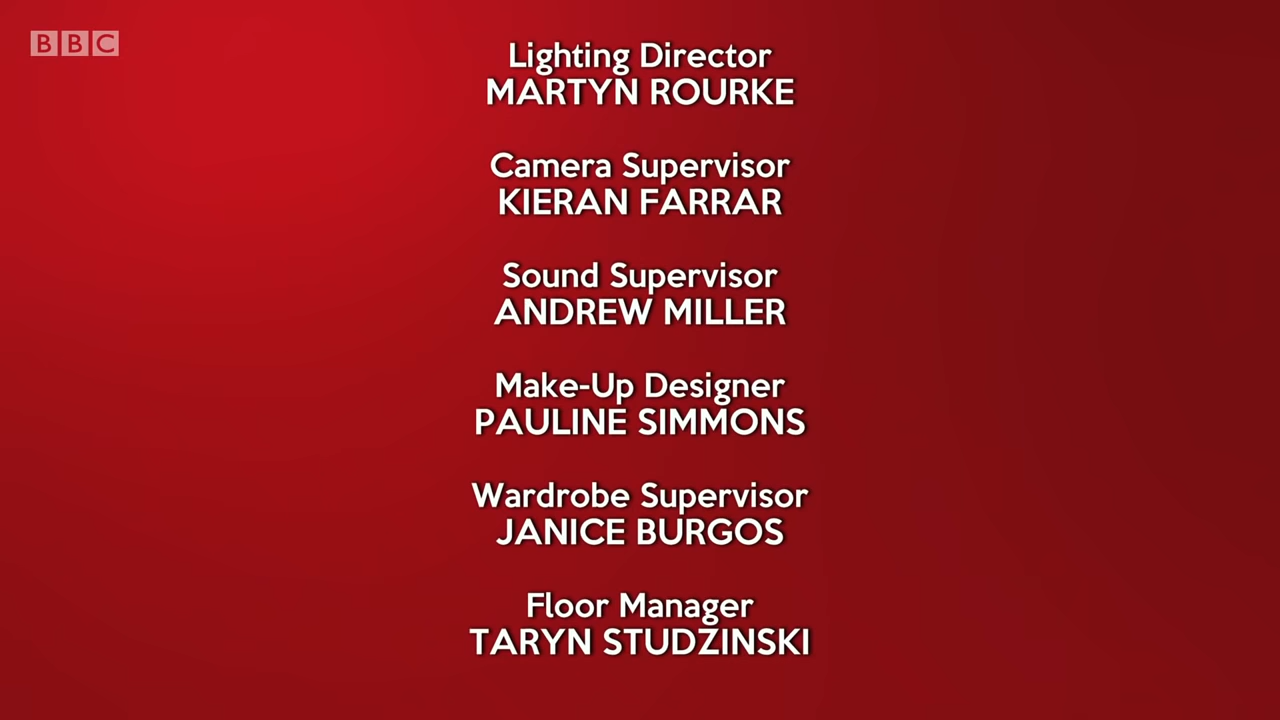 BBC
Lighting Director
MARTYN ROURKE
Camera Supervisor
KIERAN FARRAR
Sound Supervisor
ANDREW MILLER
Make-Up Designer
PAULINE SIMMONS
Wardrobe Supervisor
JANICE BURGOS
Floor Manager
TARYN STUDZINSKI